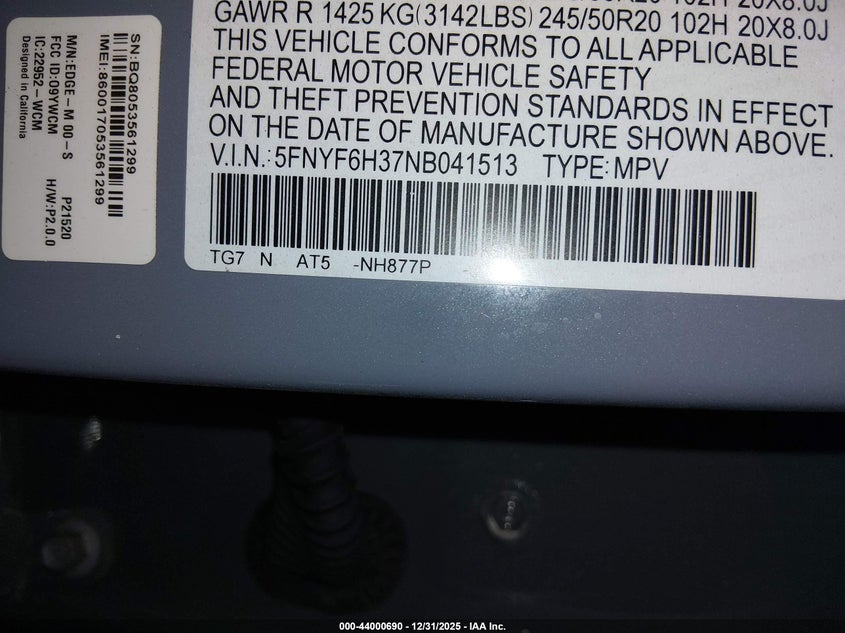 GAWR R 1425 KG(3142LBS) 245/50R20 102H 20X8.0J
THIS VEHICLE CONFORMS TO ALL APPLICABLE
FEDERAL MOTOR VEHICLE SAFETY
AND THEFT PREVENTION STANDARDS IN EFFECT
ON THE DATE OF MANUFACTURE SHOWN ABOVE.
V.I.N.:5FNYF6H37NB041513 TYPE:MPV
TG7 N AT5 -NH877P
SN:BQ8053561299
IMEI:860017053561299
M/N:EDGE-M 00-S P21520
FCC ID:09YWCM H/W:P2.0.0
IC:22952-WCM
Designed in California
000-44000690 - 12/31/2025 - IAA Inc.